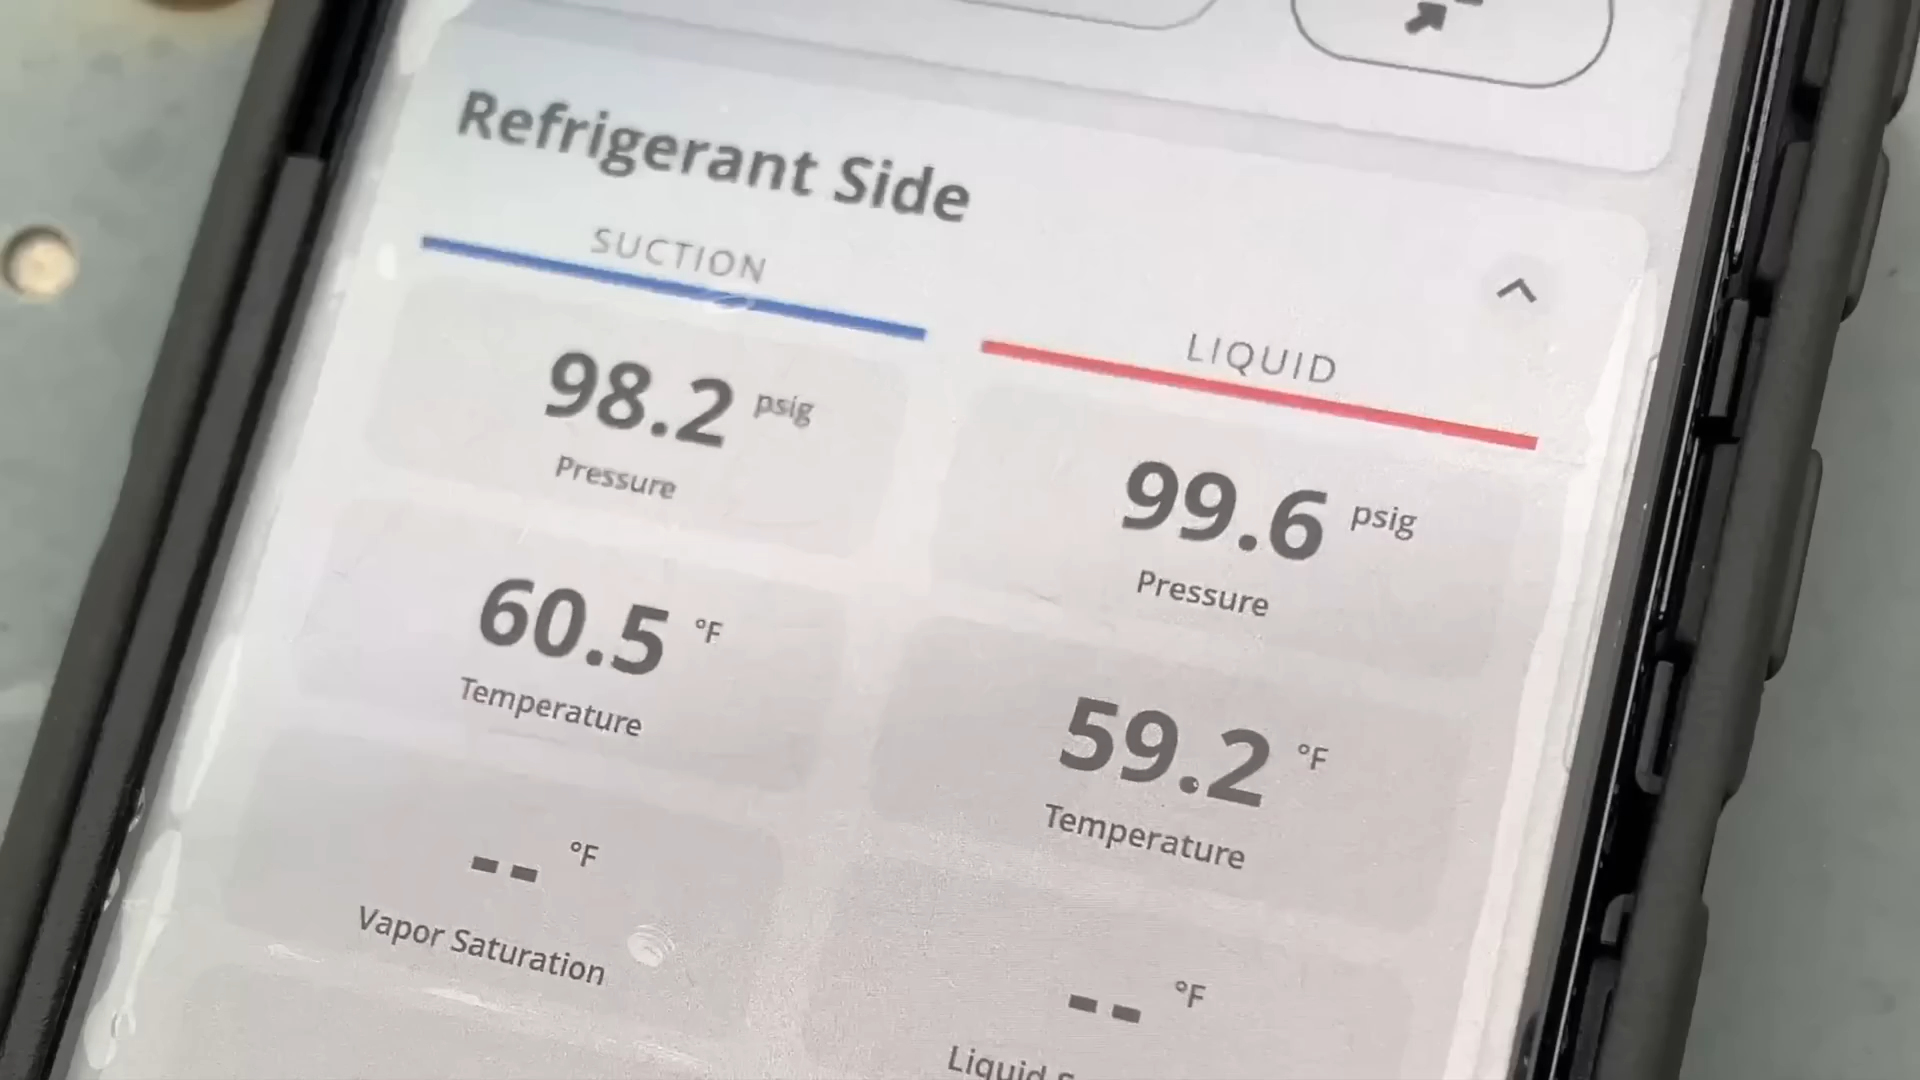 Refrigerant Side
SUCTION
98.2 psig
Pressure
60.5 °F
Temperature
-- °F
Vapor Saturation
LIQUID
99.6 psig
Pressure
59.2 °F
Temperature
-- °F
Liquid